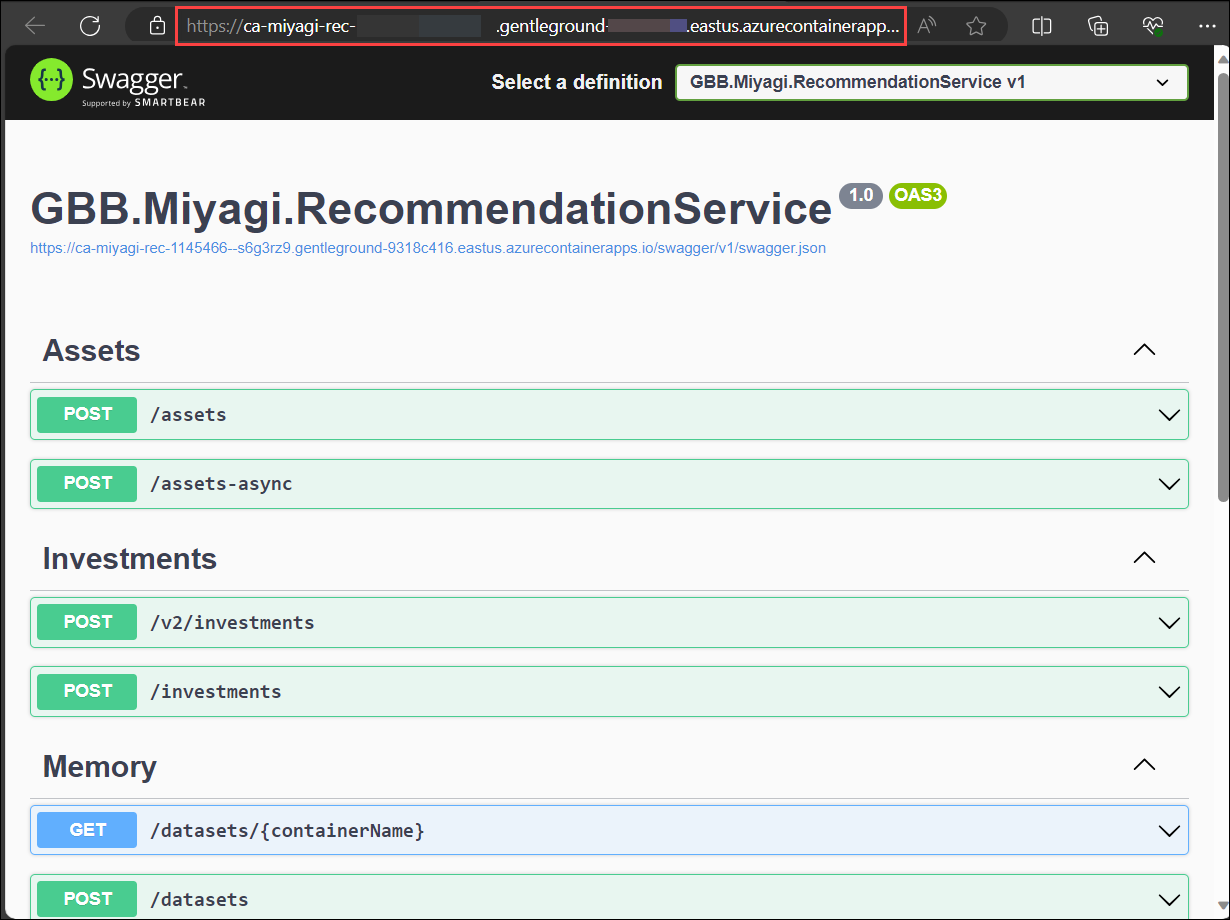 https://ca-miyagi-rec- .gentleground- .eastus.azurecontainerapp...
Swagger
Supported by SMARTBEAR
Select a definition
GBB.Miyagi.RecommendationService v1
GBB.Miyagi.RecommendationService 1.0 OAS3
https://ca-miyagi-rec-1145466--s6g3rz9.gentleground-9318c416.eastus.azurecontainerapps.io/swagger/v1/swagger.json
Assets
POST /assets
POST /assets-async
Investments
POST /v2/investments
POST /investments
Memory
GET /datasets/{containerName}
POST /datasets